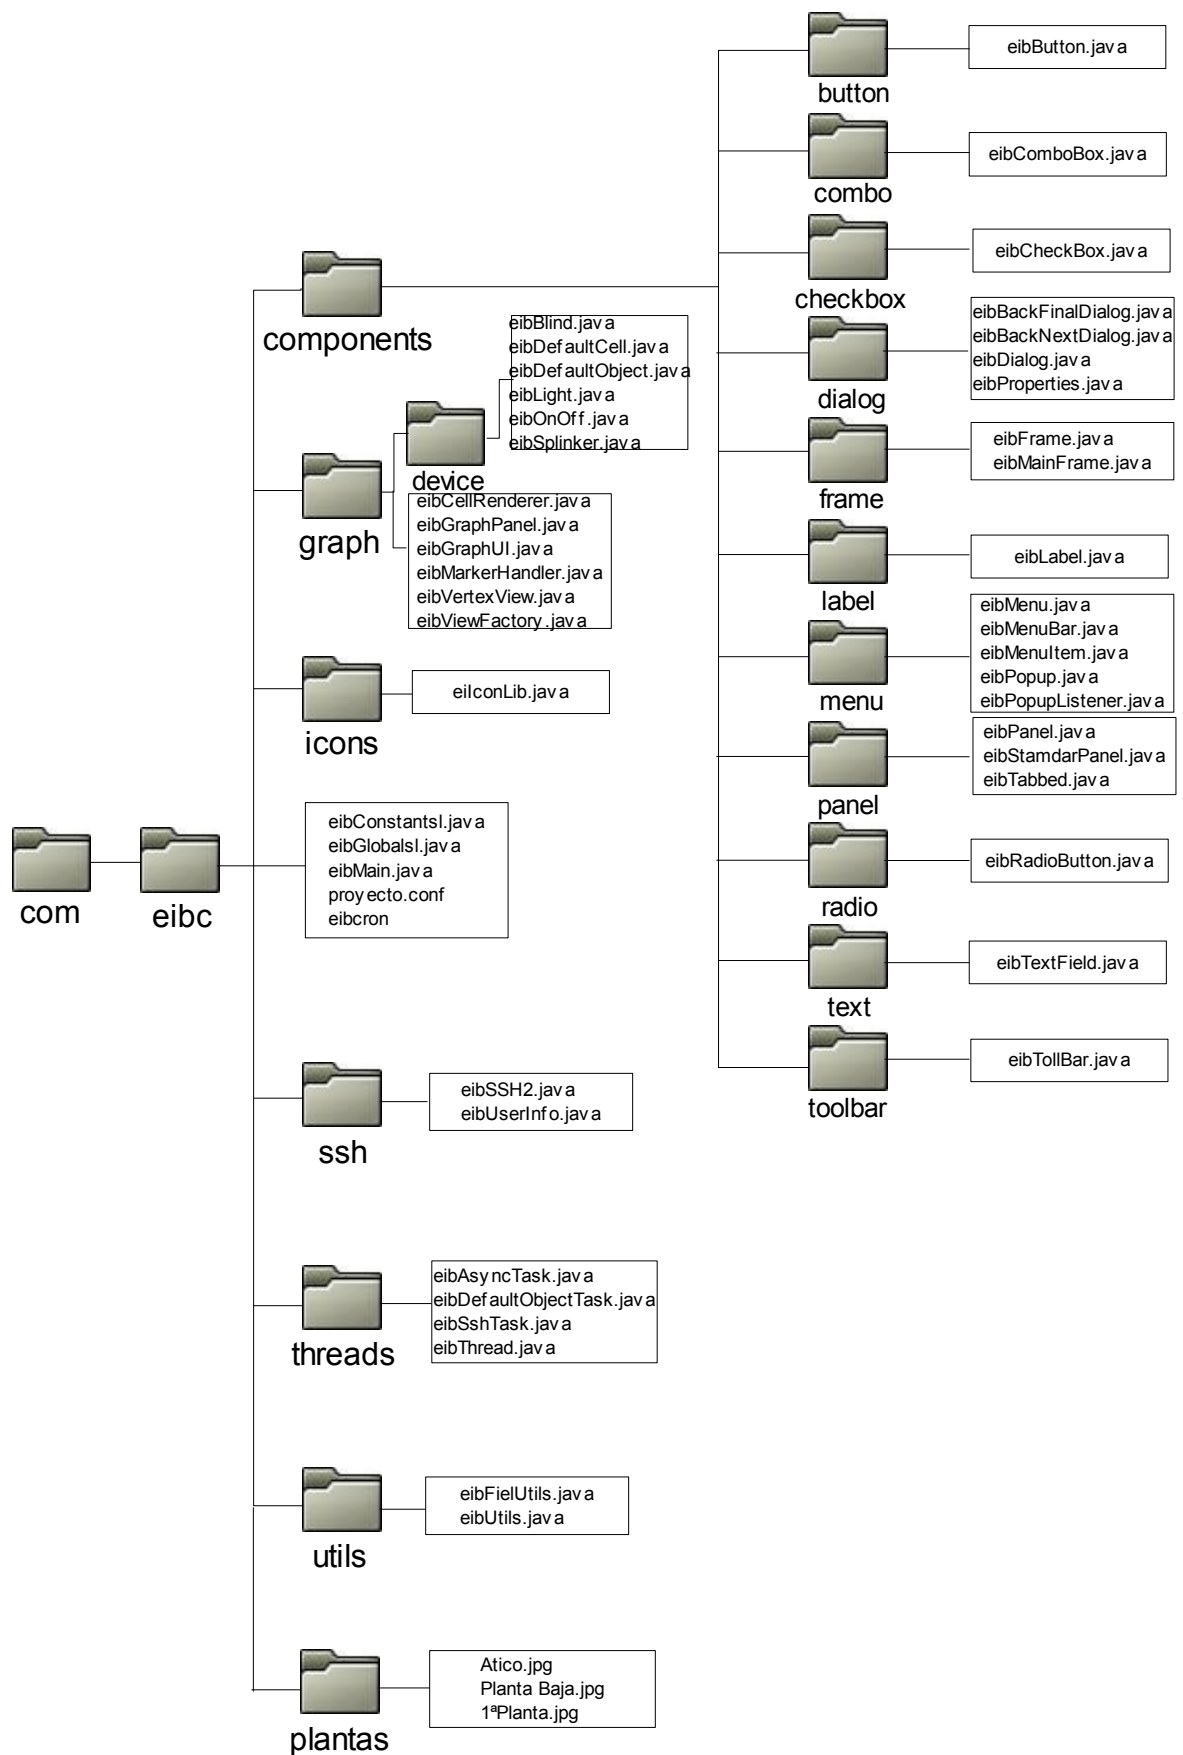 eibButton.java
button
eibComboBox.java
combo
eibCheckBox.java
checkbox
components
eibBackFinalDialog.java
eibBackNextDialog.java
eibDialog.java
eibProperties.java
dialog
eibBlind.java
eibDefaultCell.java
eibDefaultObject.java
eibLight.java
eibOnOff.java
eibSplinker.java
device
eibFrame.java
eibMainFrame.java
frame
graph
eibCellRenderer.java
eibGraphPanel.java
eibGraphUI.java
eibMarkerHandler.java
eibVertexView.java
eibViewFactory.java
eibLabel.java
label
eibMenu.java
eibMenuBar.java
eibMenuItem.java
eibPopup.java
eibPopupListener.java
menu
eiIconLib.java
icons
eibPanel.java
eibStamdarPanel.java
eibTabbed.java
panel
eibConstantsI.java
eibGlobalsI.java
eibMain.java
proyecto.conf
eibcron
com
eibc
eibRadioButton.java
radio
eibTextField.java
text
eibTollBar.java
toolbar
eibSSH2.java
eibUserInfo.java
ssh
eibAsyncTask.java
eibDefaultObjectTask.java
eibSshTask.java
eibThread.java
threads
eibFielUtils.java
eibUtils.java
utils
Atico.jpg
Planta Baja.jpg
1ªPlanta.jpg
plantas